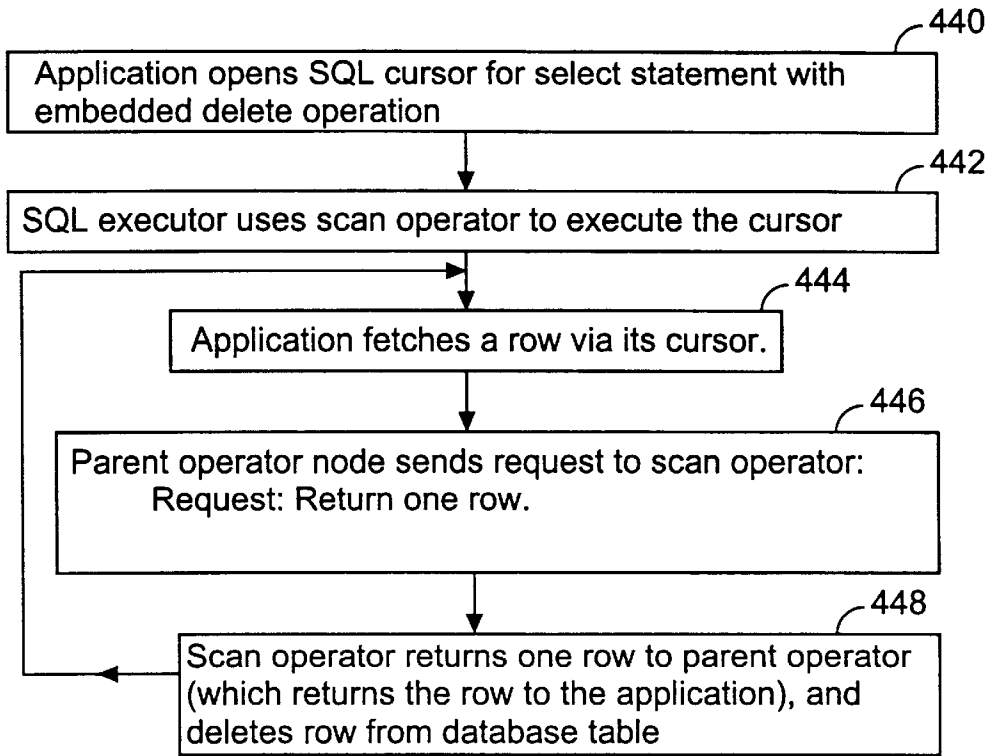 440
Application opens SQL cursor for select statement with
embedded delete operation
442
SQL executor uses scan operator to execute the cursor
444
Application fetches a row via its cursor.
446
Parent operator node sends request to scan operator:
Request: Return one row.
448
Scan operator returns one row to parent operator
(which returns the row to the application), and
deletes row from database table